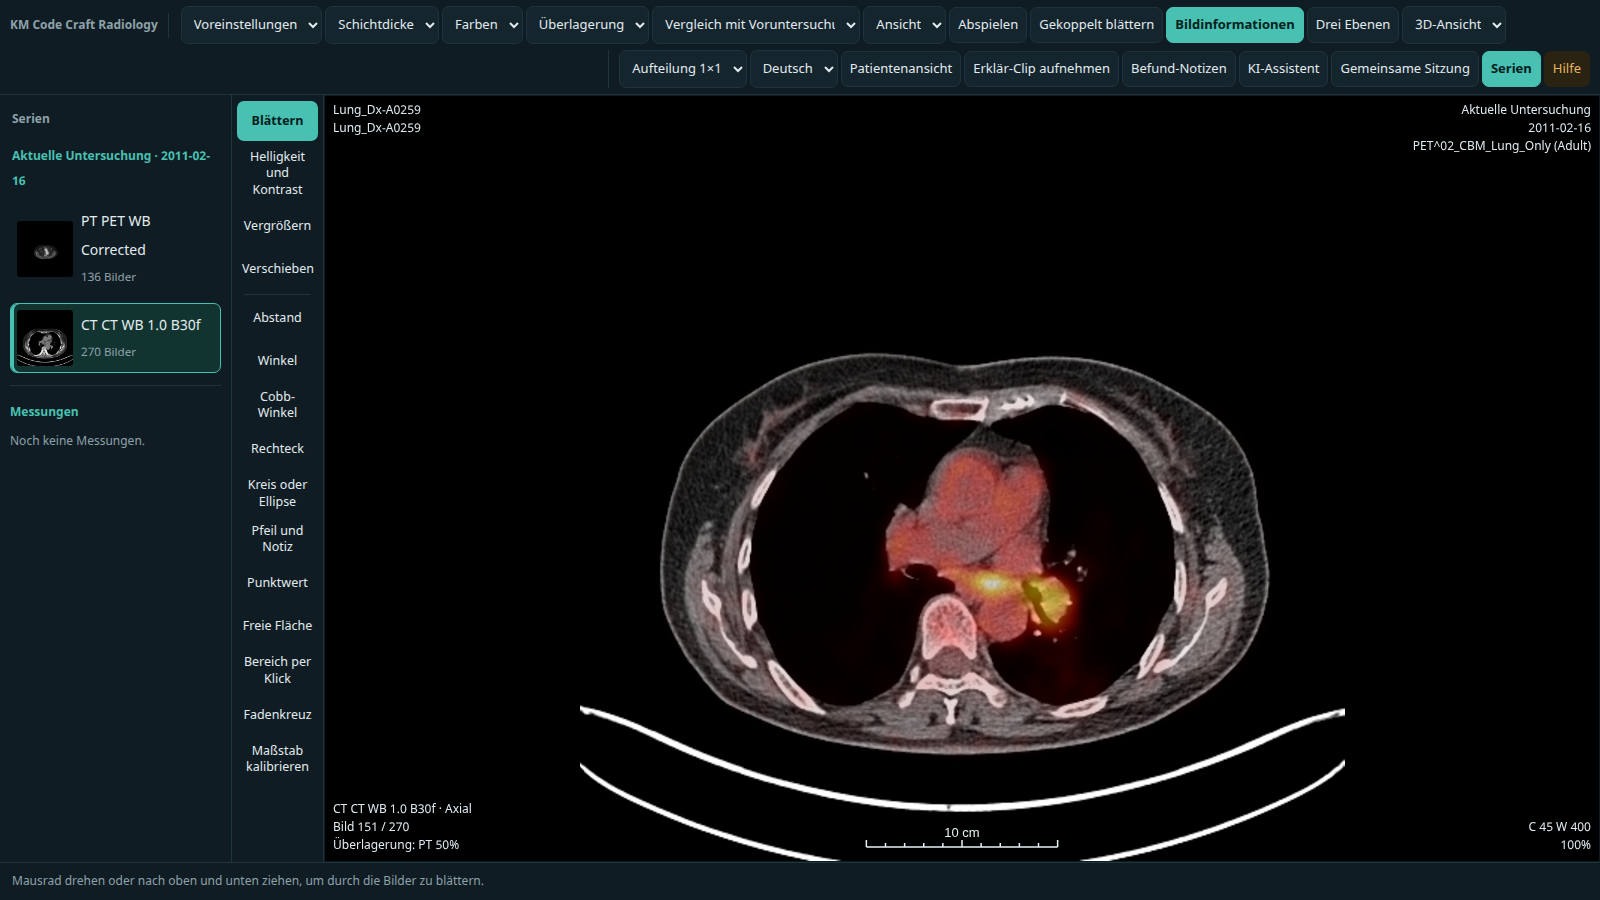 KM Code Craft Radiology
Voreinstellungen
Schichtdicke
Farben
Überlagerung
Vergleich mit Voruntersuchu
Ansicht
Abspielen
Gekoppelt blättern
Bildinformationen
Drei Ebenen
3D-Ansicht
Aufteilung 1×1
Deutsch
Patientenansicht
Erklär-Clip aufnehmen
Befund-Notizen
KI-Assistent
Gemeinsame Sitzung
Serien
Hilfe
Serien
Aktuelle Untersuchung · 2011-02-
16
PT PET WB
Corrected
136 Bilder
CT CT WB 1.0 B30f
270 Bilder
Messungen
Noch keine Messungen.
Blättern
Helligkeit
und
Kontrast
Vergrößern
Verschieben
Abstand
Winkel
Cobb-
Winkel
Rechteck
Kreis oder
Ellipse
Pfeil und
Notiz
Punktwert
Freie Fläche
Bereich per
Klick
Fadenkreuz
Maßstab
kalibrieren
Lung_Dx-A0259
Lung_Dx-A0259
Aktuelle Untersuchung
2011-02-16
PET^02_CBM_Lung_Only (Adult)
CT CT WB 1.0 B30f · Axial
Bild 151 / 270
Überlagerung: PT 50%
10 cm
C 45 W 400
100%
Mausrad drehen oder nach oben und unten ziehen, um durch die Bilder zu blättern.